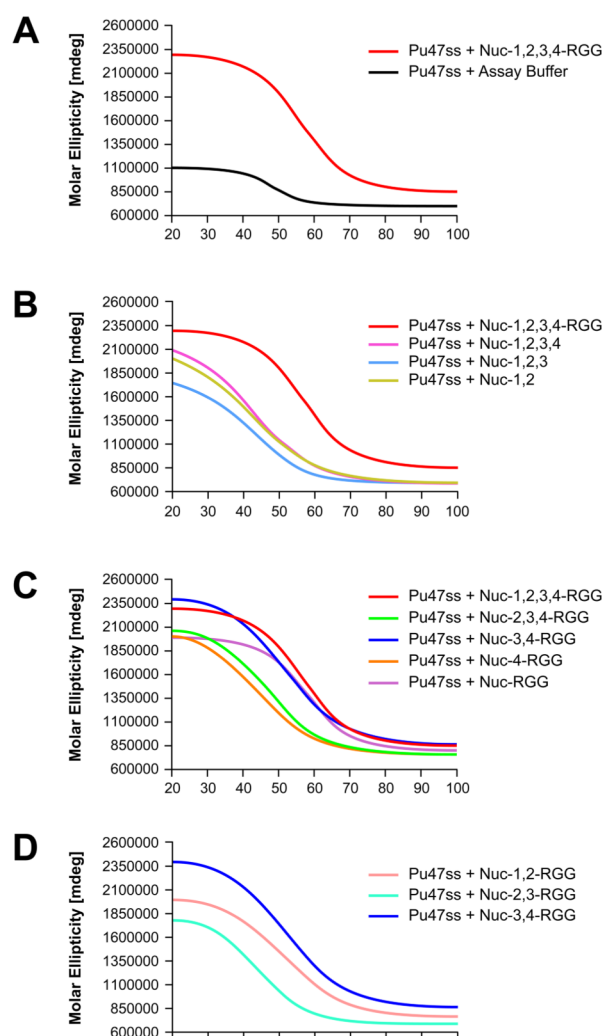 A
Molar Ellipticity [mdeg]
2600000
2350000
2100000
1850000
1600000
1350000
1100000
850000
600000
20 30 40 50 60 70 80 90 100
Pu47ss + Nuc-1,2,3,4-RGG
Pu47ss + Assay Buffer
B
Molar Ellipticity [mdeg]
2600000
2350000
2100000
1850000
1600000
1350000
1100000
850000
600000
20 30 40 50 60 70 80 90 100
Pu47ss + Nuc-1,2,3,4-RGG
Pu47ss + Nuc-1,2,3,4
Pu47ss + Nuc-1,2,3
Pu47ss + Nuc-1,2
C
Molar Ellipticity [mdeg]
2600000
2350000
2100000
1850000
1600000
1350000
1100000
850000
600000
20 30 40 50 60 70 80 90 100
Pu47ss + Nuc-1,2,3,4-RGG
Pu47ss + Nuc-2,3,4-RGG
Pu47ss + Nuc-3,4-RGG
Pu47ss + Nuc-4-RGG
Pu47ss + Nuc-RGG
D
Molar Ellipticity [mdeg]
2600000
2350000
2100000
1850000
1600000
1350000
1100000
850000
600000
Pu47ss + Nuc-1,2-RGG
Pu47ss + Nuc-2,3-RGG
Pu47ss + Nuc-3,4-RGG